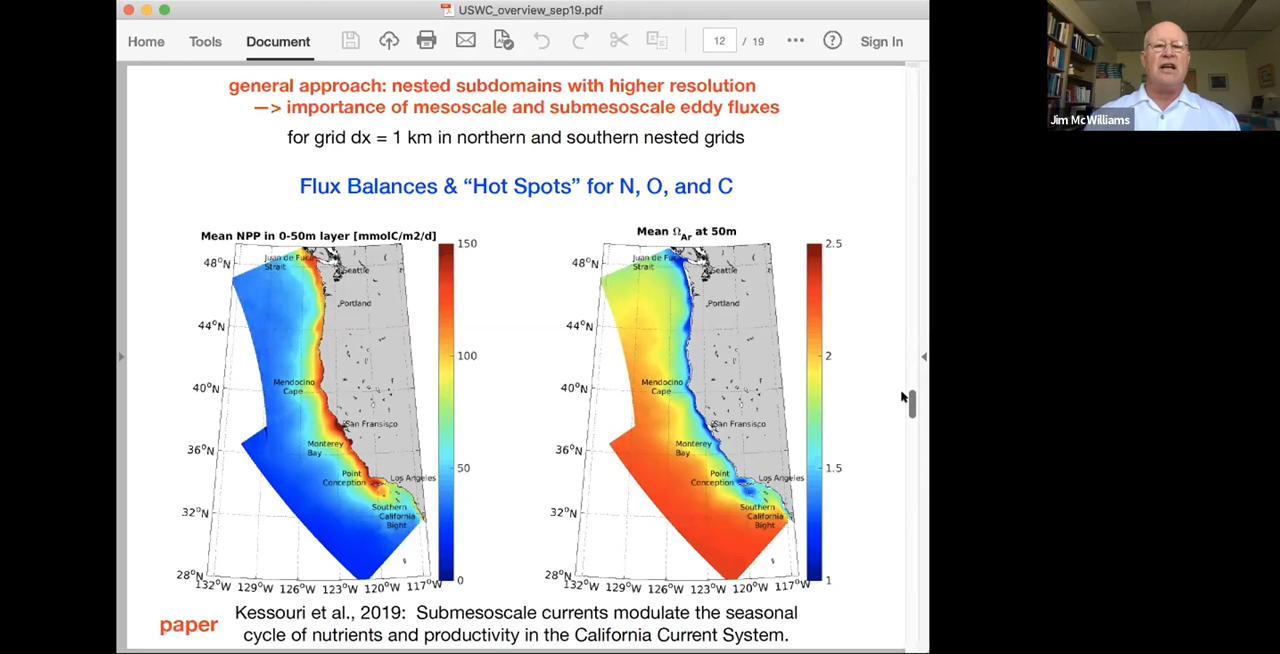 USWC_overview_sep19.pdf
Home Tools Document 12 / 19 Sign In
general approach: nested subdomains with higher resolution
—> importance of mesoscale and submesoscale eddy fluxes
for grid dx = 1 km in northern and southern nested grids
Flux Balances & “Hot Spots” for N, O, and C
Mean NPP in 0-50m layer [mmolC/m2/d]
150
100
50
0
48°N
44°N
40°N
36°N
32°N
28°N
132°W 129°W 126°W 123°W 120°W 117°W
Juan de Fuca
Strait
Seattle
Portland
Mendocino
Cape
San Fransisco
Monterey
Bay
Point
Conception
Los Angeles
Southern
California
Bight
Mean Ω Ar at 50m
2.5
2
1.5
1
48°N
44°N
40°N
36°N
32°N
28°N
132°W 129°W 126°W 123°W 120°W 117°W
Juan de Fuca
Strait
Seattle
Portland
Mendocino
Cape
San Fransisco
Monterey
Bay
Point
Conception
Los Angeles
Southern
California
Bight
paper
Kessouri et al., 2019: Submesoscale currents modulate the seasonal
cycle of nutrients and productivity in the California Current System.
Jim McWilliams